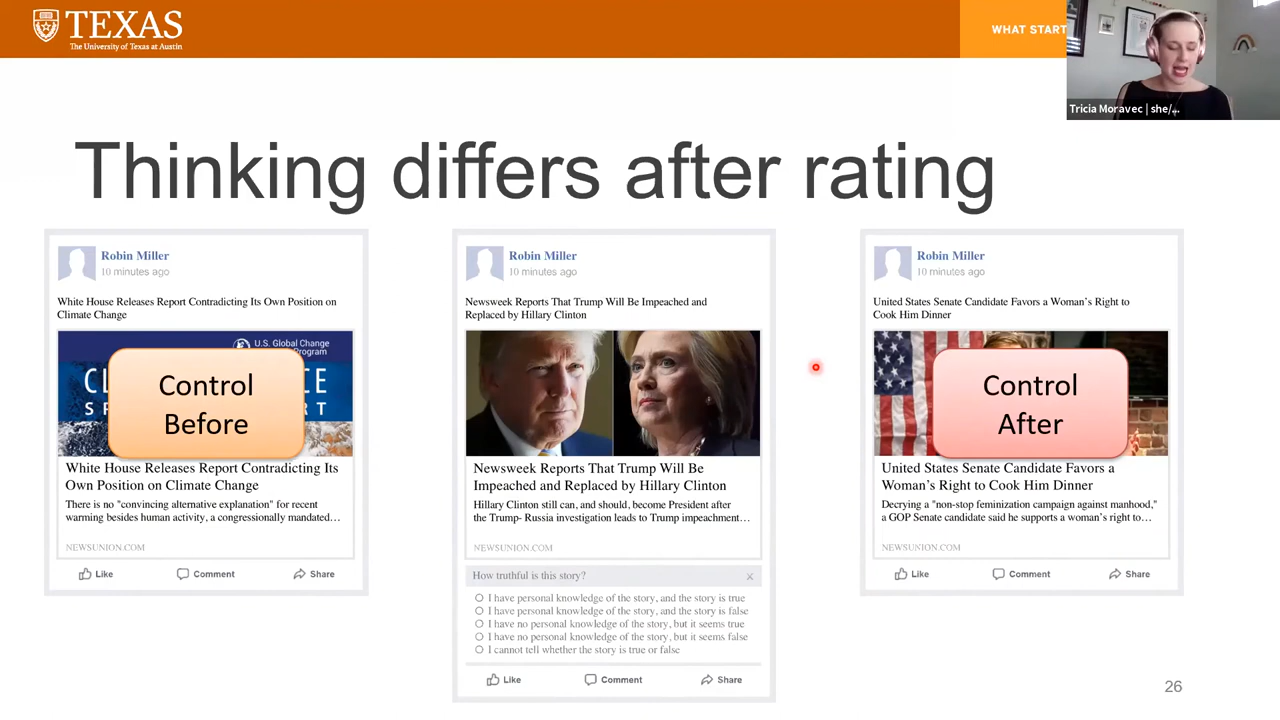 TEXAS
The University of Texas at Austin
WHAT START
Tricia Moravec | she/...
Thinking differs after rating
Robin Miller
10 minutes ago
White House Releases Report Contradicting Its Own Position on
Climate Change
U.S. Global Change
Program
Control
Before
White House Releases Report Contradicting Its
Own Position on Climate Change
There is no "convincing alternative explanation" for recent
warming besides human activity, a congressionally mandated…
NEWSUNION.COM
Like Comment Share
Robin Miller
10 minutes ago
Newsweek Reports That Trump Will Be Impeached and
Replaced by Hillary Clinton
Newsweek Reports That Trump Will Be
Impeached and Replaced by Hillary Clinton
Hillary Clinton still can, and should, become President after
the Trump- Russia investigation leads to Trump impeachment…
NEWSUNION.COM
How truthful is this story? x
I have personal knowledge of the story, and the story is true
I have personal knowledge of the story, and the story is false
I have no personal knowledge of the story, but it seems true
I have no personal knowledge of the story, but it seems false
I cannot tell whether the story is true or false
Like Comment Share
Robin Miller
10 minutes ago
United States Senate Candidate Favors a Woman's Right to
Cook Him Dinner
Control
After
United States Senate Candidate Favors a
Woman's Right to Cook Him Dinner
Decrying a "non-stop feminization campaign against manhood,"
a GOP Senate candidate said he supports a woman's right to…
NEWSUNION.COM
Like Comment Share
26